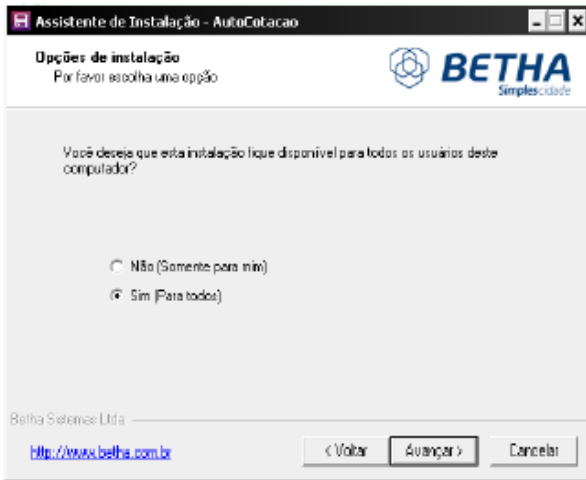 Assistente de Instalação - AutoCotacao
Opções de instalação
Por favor escolha uma opção
BETHA
Simplescidade
Você deseja que esta instalação fique disponível para todos os usuários deste
computador?
Não (Somente para mim)
Sim (Para todos)
Betha Sistemas Ltda
http://www.betha.com.br
< Voltar
Avançar >
Cancelar